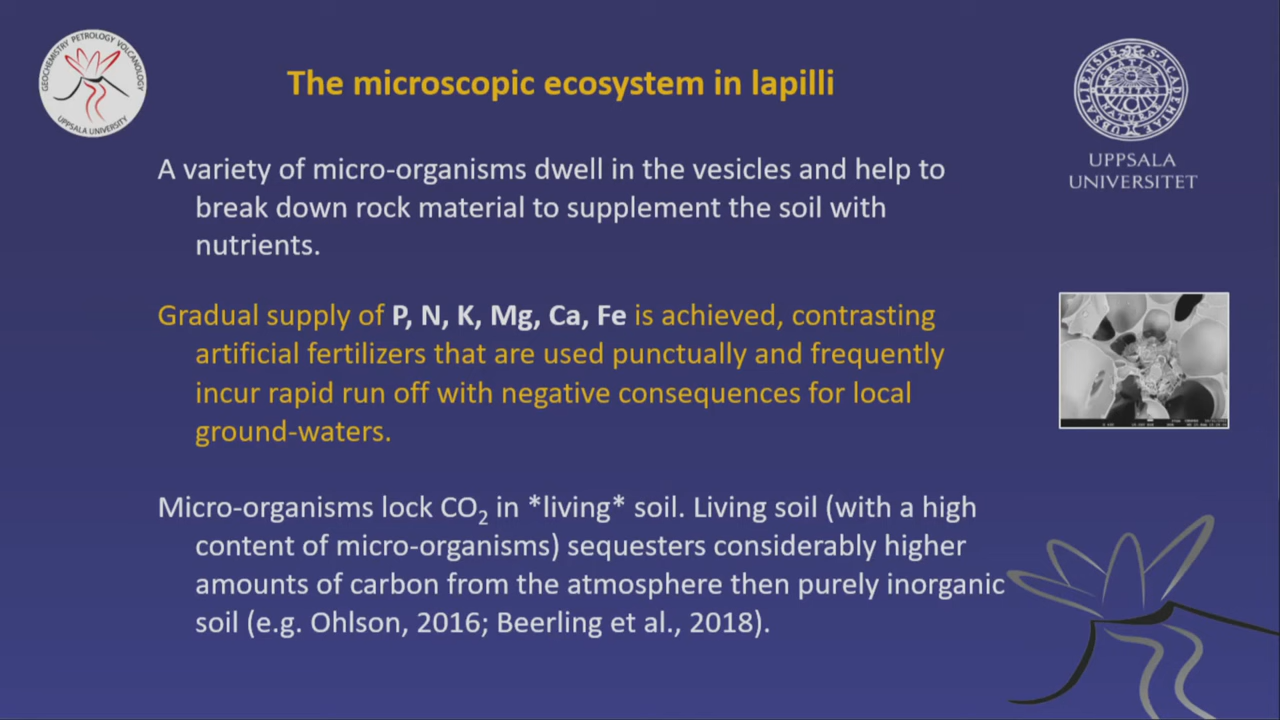 GEOCHEMISTRY PETROLOGY VOLCANOLOGY
UPPSALA UNIVERSITY
The microscopic ecosystem in lapilli
UPPSALA
UNIVERSITET
A variety of micro-organisms dwell in the vesicles and help to
break down rock material to supplement the soil with
nutrients.
Gradual supply of P, N, K, Mg, Ca, Fe is achieved, contrasting
artificial fertilizers that are used punctually and frequently
incur rapid run off with negative consequences for local
ground-waters.
Micro-organisms lock CO₂ in *living* soil. Living soil (with a high
content of micro-organisms) sequesters considerably higher
amounts of carbon from the atmosphere then purely inorganic
soil (e.g. Ohlson, 2016; Beerling et al., 2018).